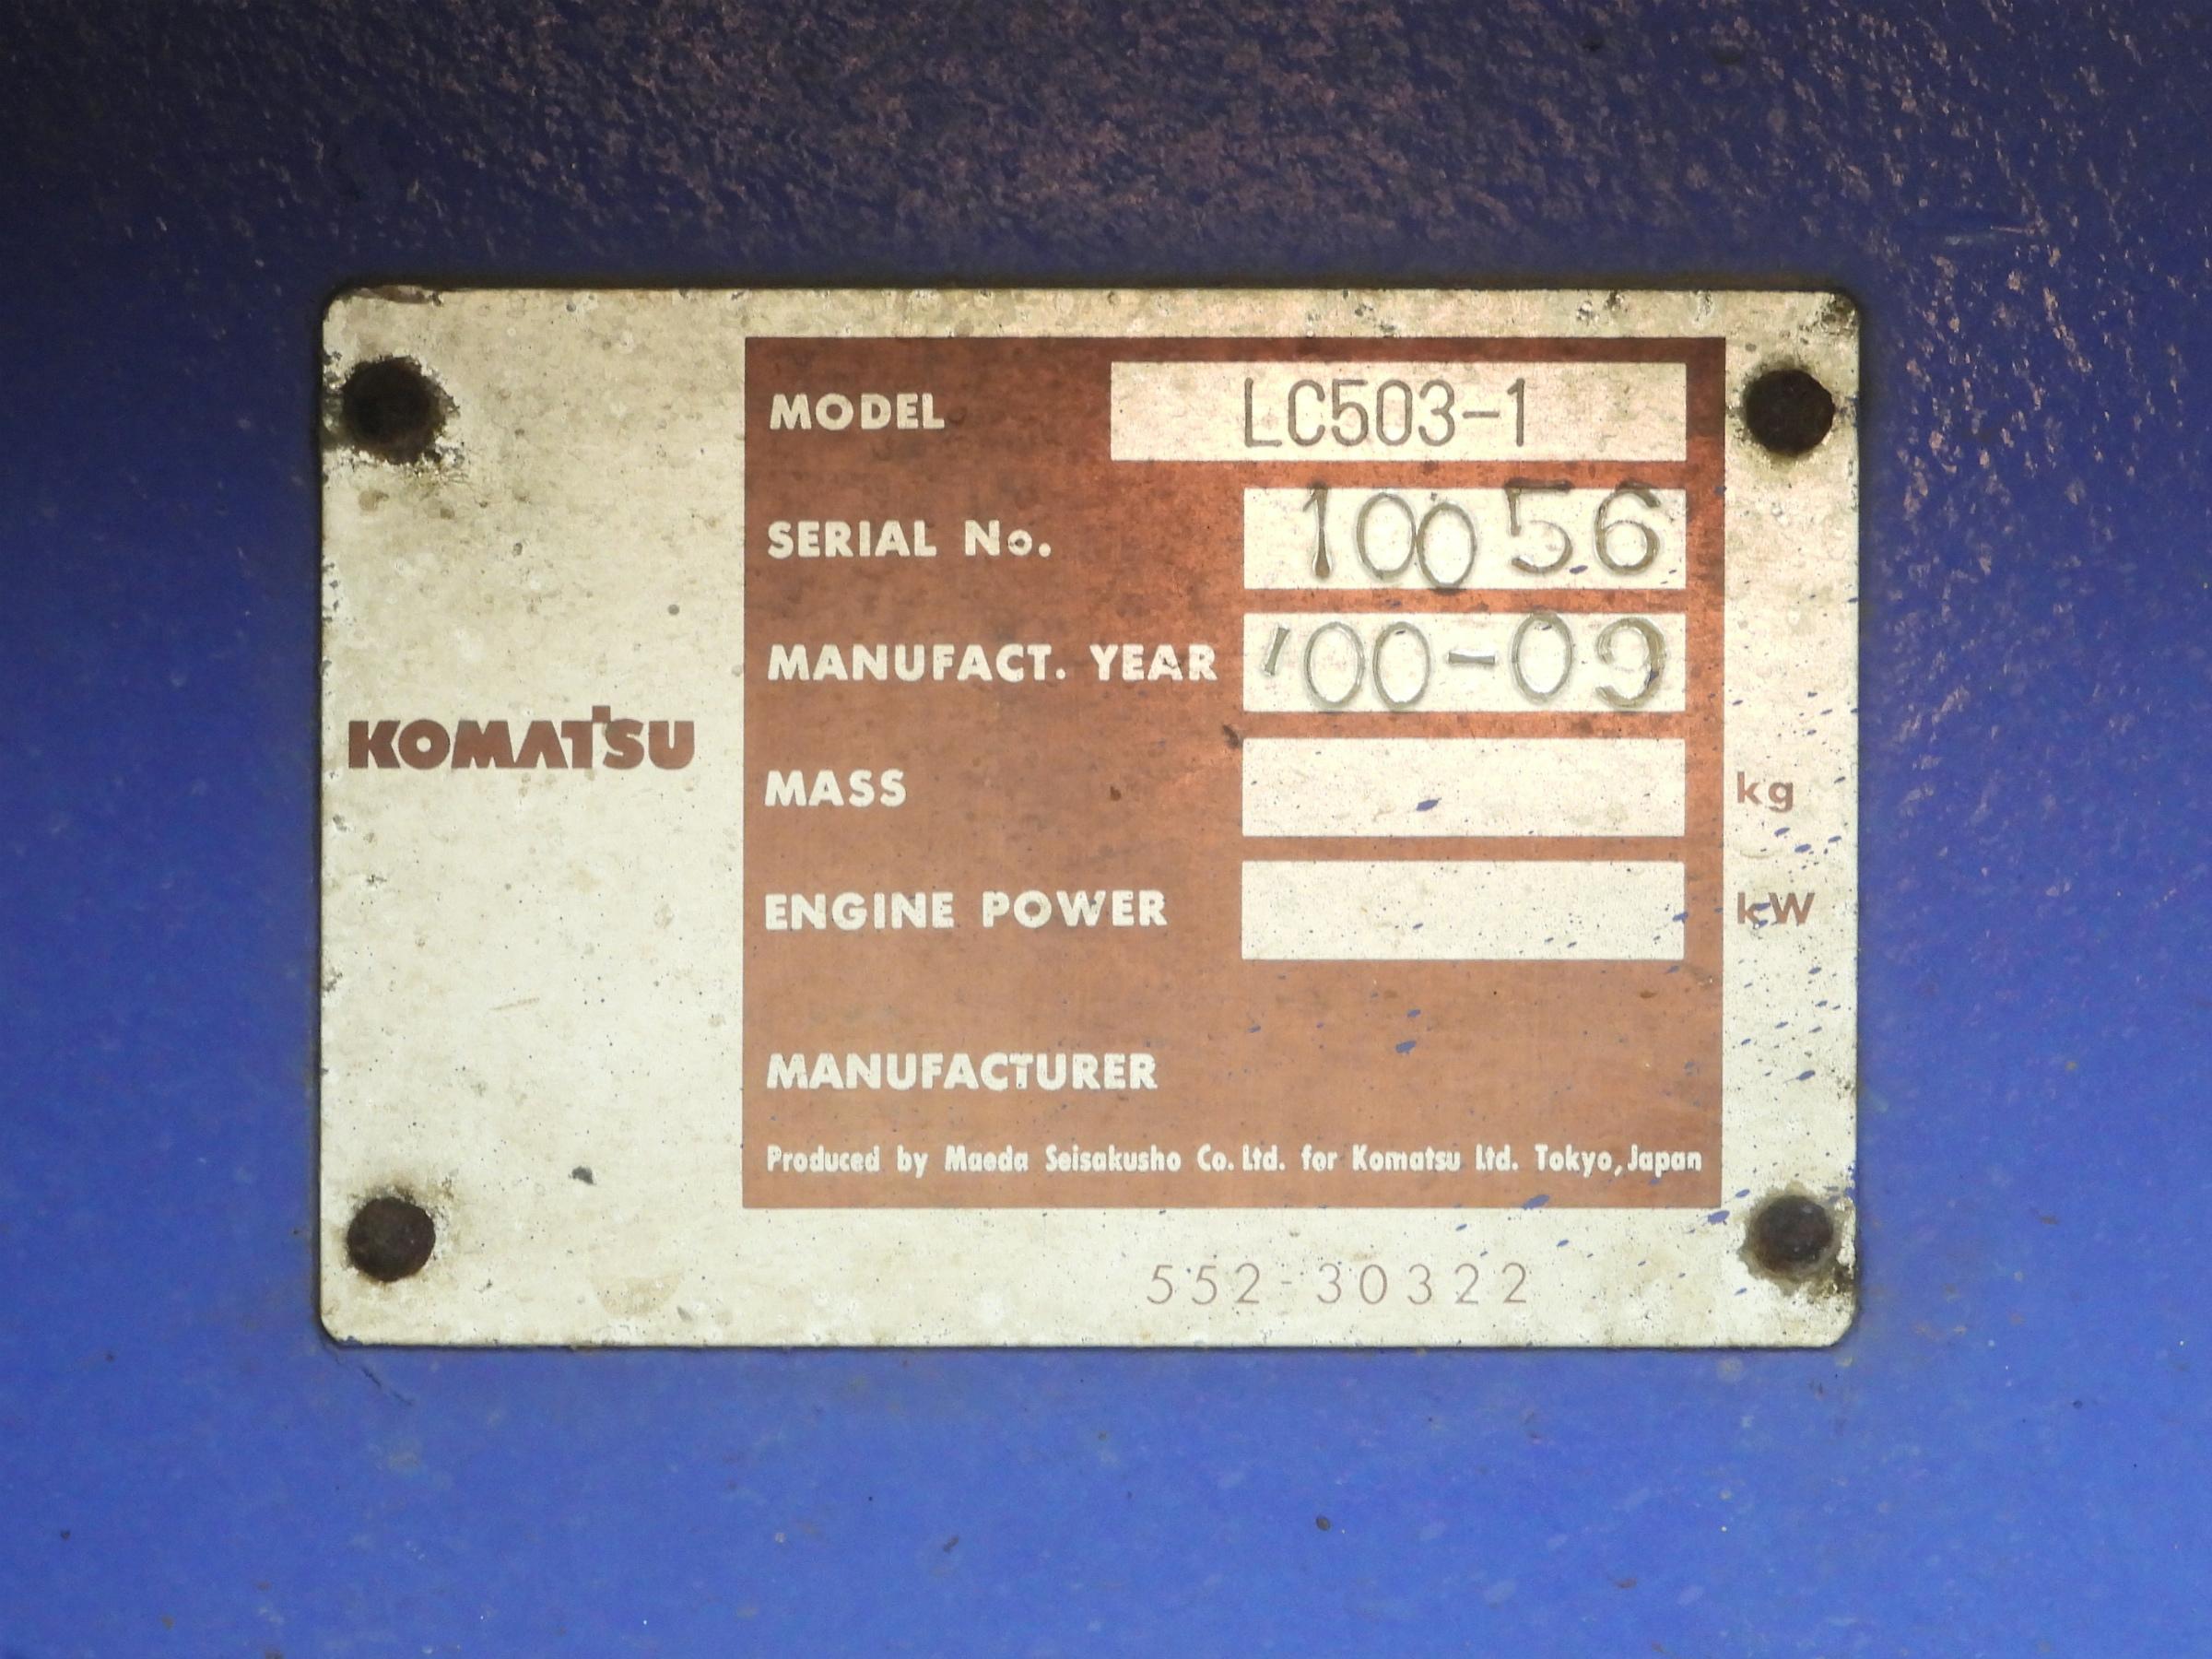 MODEL LC503-1
SERIAL No. 10056
MANUFACT. YEAR '00-09
KOMATSU
MASS kg
ENGINE POWER kW
MANUFACTURER
Produced by Maeda Seisakusho Co. Ltd. for Komatsu Ltd. Tokyo, Japan
552-30322